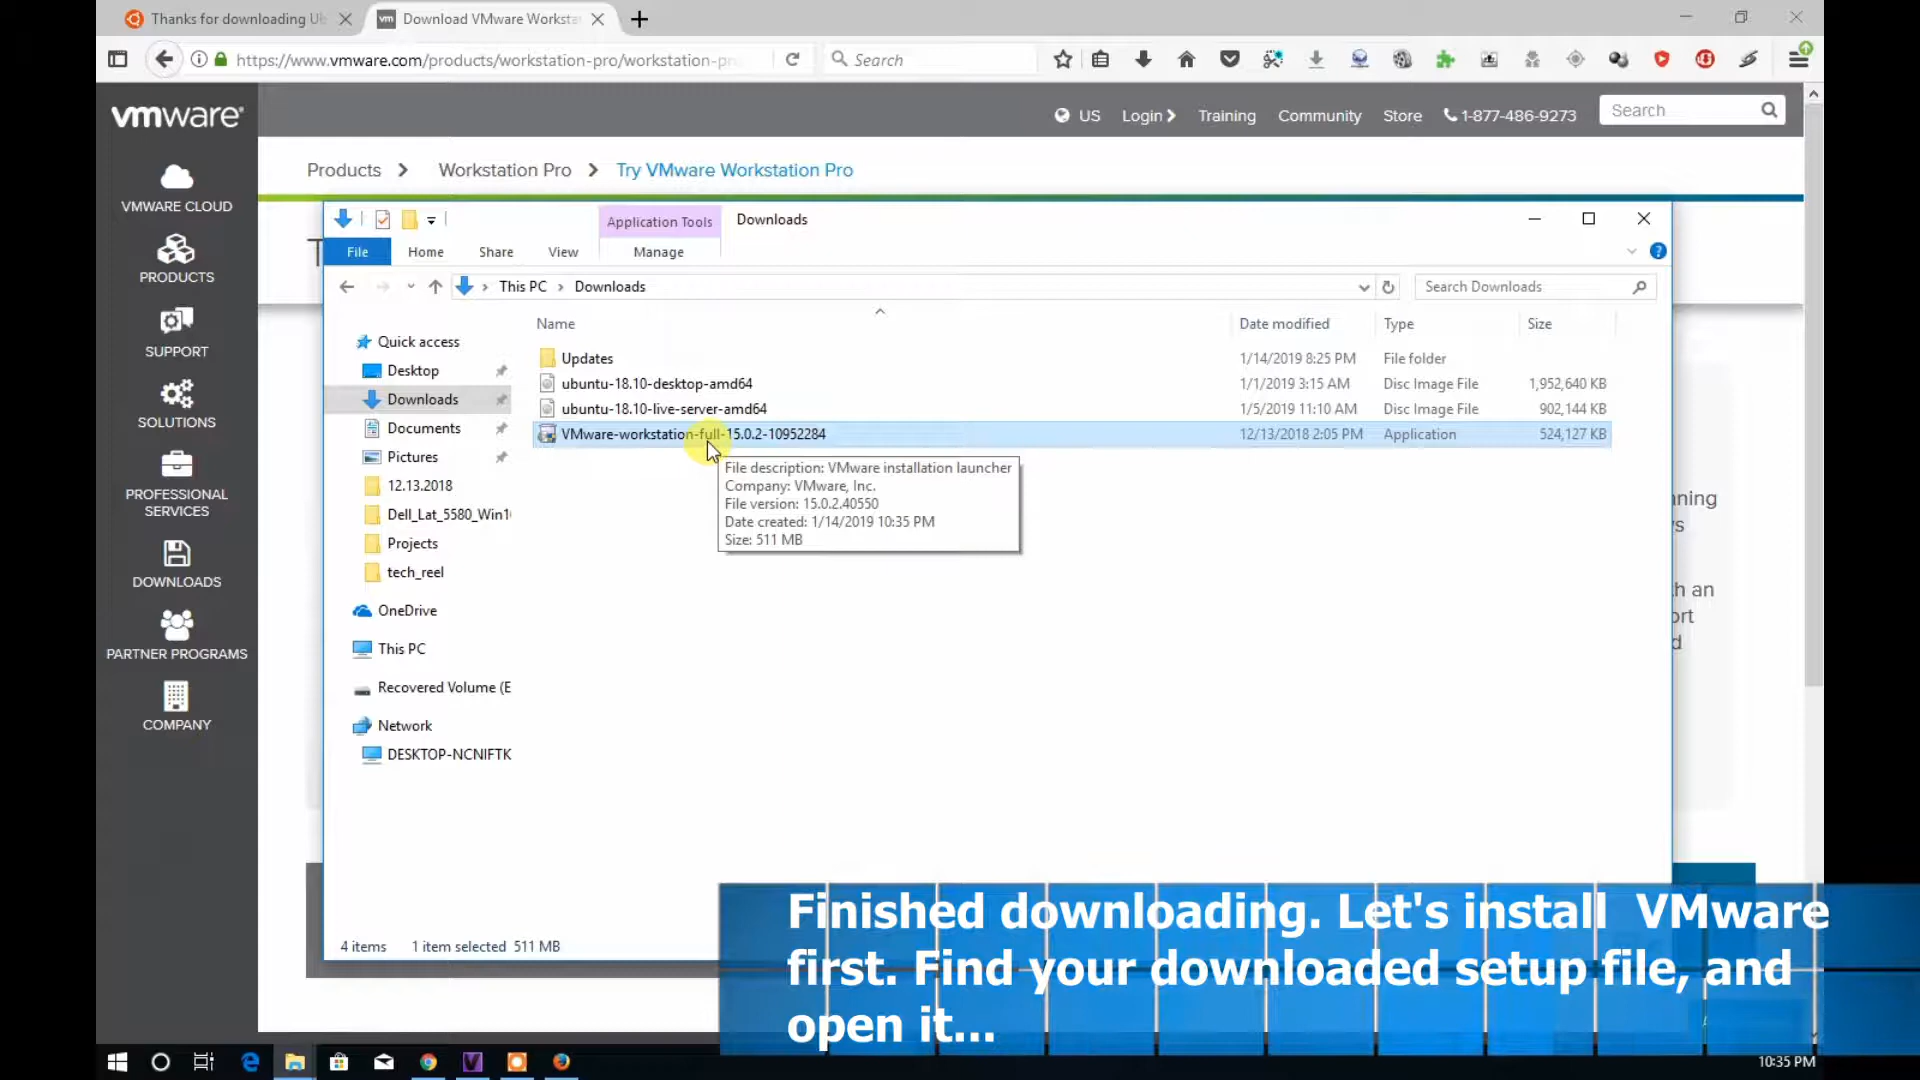 Thanks for downloading Ub
Download VMware Worksta
https://www.vmware.com/products/workstation-pro/workstation-pro
Search
vmware
US
Login
Training
Community
Store
1-877-486-9273
Search
Products
Workstation Pro
Try VMware Workstation Pro
VMWARE CLOUD
PRODUCTS
SUPPORT
SOLUTIONS
PROFESSIONAL
SERVICES
DOWNLOADS
PARTNER PROGRAMS
COMPANY
T
Application Tools
Downloads
File
Home
Share
View
Manage
This PC
Downloads
Search Downloads
Name
Date modified
Type
Size
Quick access
Desktop
Downloads
Documents
Pictures
12.13.2018
Dell_Lat_5580_Win1
Projects
tech_reel
OneDrive
This PC
Recovered Volume (E
Network
DESKTOP-NCNIFTK
Updates 1/14/2019 8:25 PM File folder
ubuntu-18.10-desktop-amd64 1/1/2019 3:15 AM Disc Image File 1,952,640 KB
ubuntu-18.10-live-server-amd64 1/5/2019 11:10 AM Disc Image File 902,144 KB
VMware-workstation-full-15.0.2-10952284 12/13/2018 2:05 PM Application 524,127 KB
File description: VMware installation launcher
Company: VMware, Inc.
File version: 15.0.2.40550
Date created: 1/14/2019 10:35 PM
Size: 511 MB
ning
s
h an
ort
d
4 items 1 item selected 511 MB
Finished downloading. Let's install VMware
first. Find your downloaded setup file, and
open it...
10:35 PM